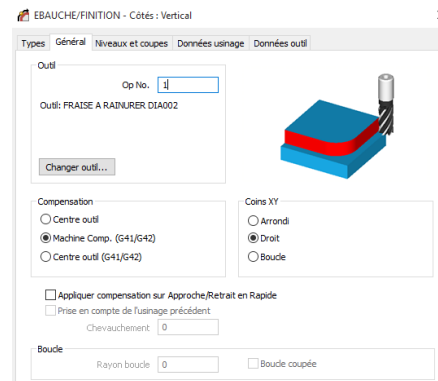 EBAUCHE/FINITION - Côtés : Vertical
Types Général Niveaux et coupes Données usinage Données outil
Outil
Op No. 1
Outil: FRAISE A RAINURER DIA002
Changer outil...
Compensation Coins XY
Centre outil Arrondi
Machine Comp. (G41/G42) Droit
Centre outil (G41/G42) Boucle
Appliquer compensation sur Approche/Retrait en Rapide
Prise en compte de l'usinage précédent
Chevauchement 0
Boucle
Rayon boucle 0 Boucle coupée